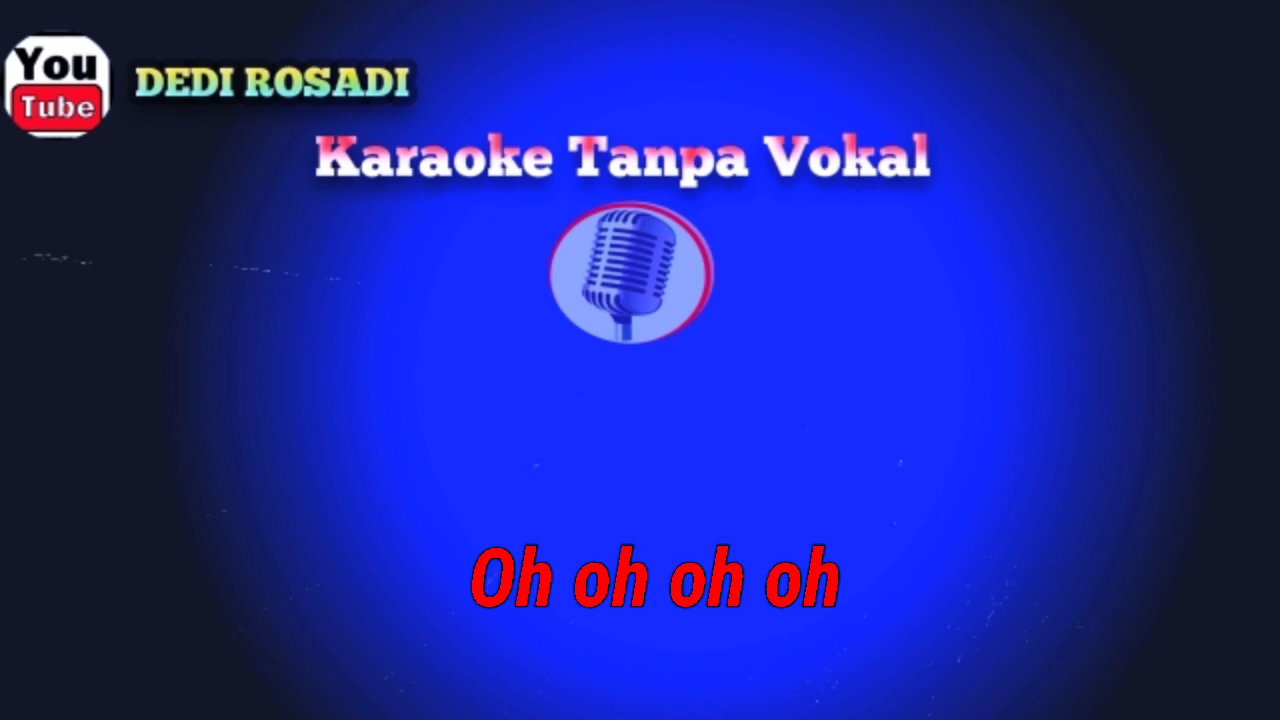 You
Tube
DEDI ROSADI
Karaoke Tanpa Vokal
Oh oh oh oh